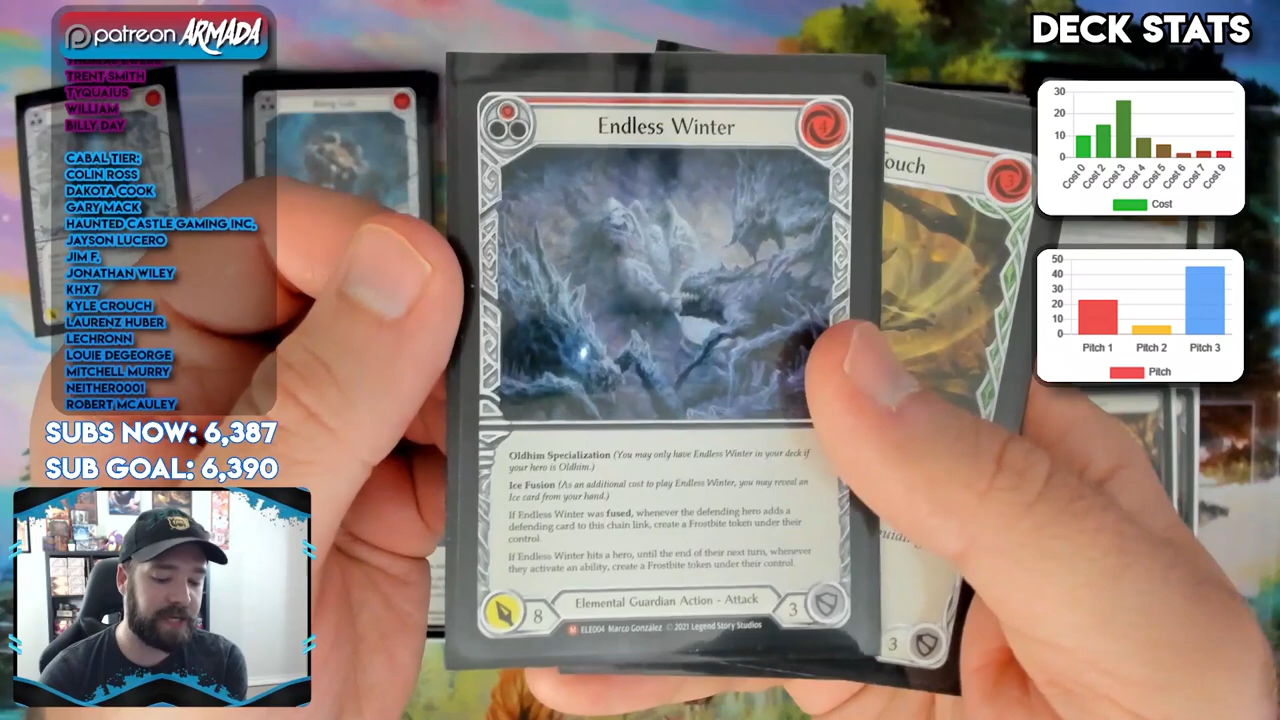 patreon ARMADA
TRENT SMITH
TYQUAIUS
WILLIAM
BILLY DAY
CABAL TIER:
COLIN ROSS
DAKOTA COOK
GARY MACK
HAUNTED CASTLE GAMING INC,
JAYSON LUCERO
JIM F,
JONATHAN WILEY
KHX7
KYLE CROUCH
LAURENZ HUBER
LECHRONN
LOUIE DEGEORGE
MITCHELL MURRY
NEITHER0001
ROBERT MCAULEY
SUBS NOW: 6,387
SUB GOAL: 6,390
Endless Winter
4
Oldhim Specialization (You may only have Endless Winter in your deck if
your hero is Oldhim.)
Ice Fusion (As an additional cost to play Endless Winter, you may reveal an
Ice card from your hand.)
If Endless Winter was fused, whenever the defending hero adds a
defending card to this chain link, create a Frostbite token under their
control.
If Endless Winter hits a hero, until the end of their next turn, whenever
they activate an ability, create a Frostbite token under their control.
8
Elemental Guardian Action - Attack
3
M ELE004 Marco González © 2021 Legend Story Studios
ouch
3
3
DECK STATS
30
20
10
0
Cost 0
Cost 2
Cost 3
Cost 4
Cost 5
Cost 6
Cost 7
Cost 9
Cost
50
40
30
20
10
0
Pitch 1
Pitch 2
Pitch 3
Pitch